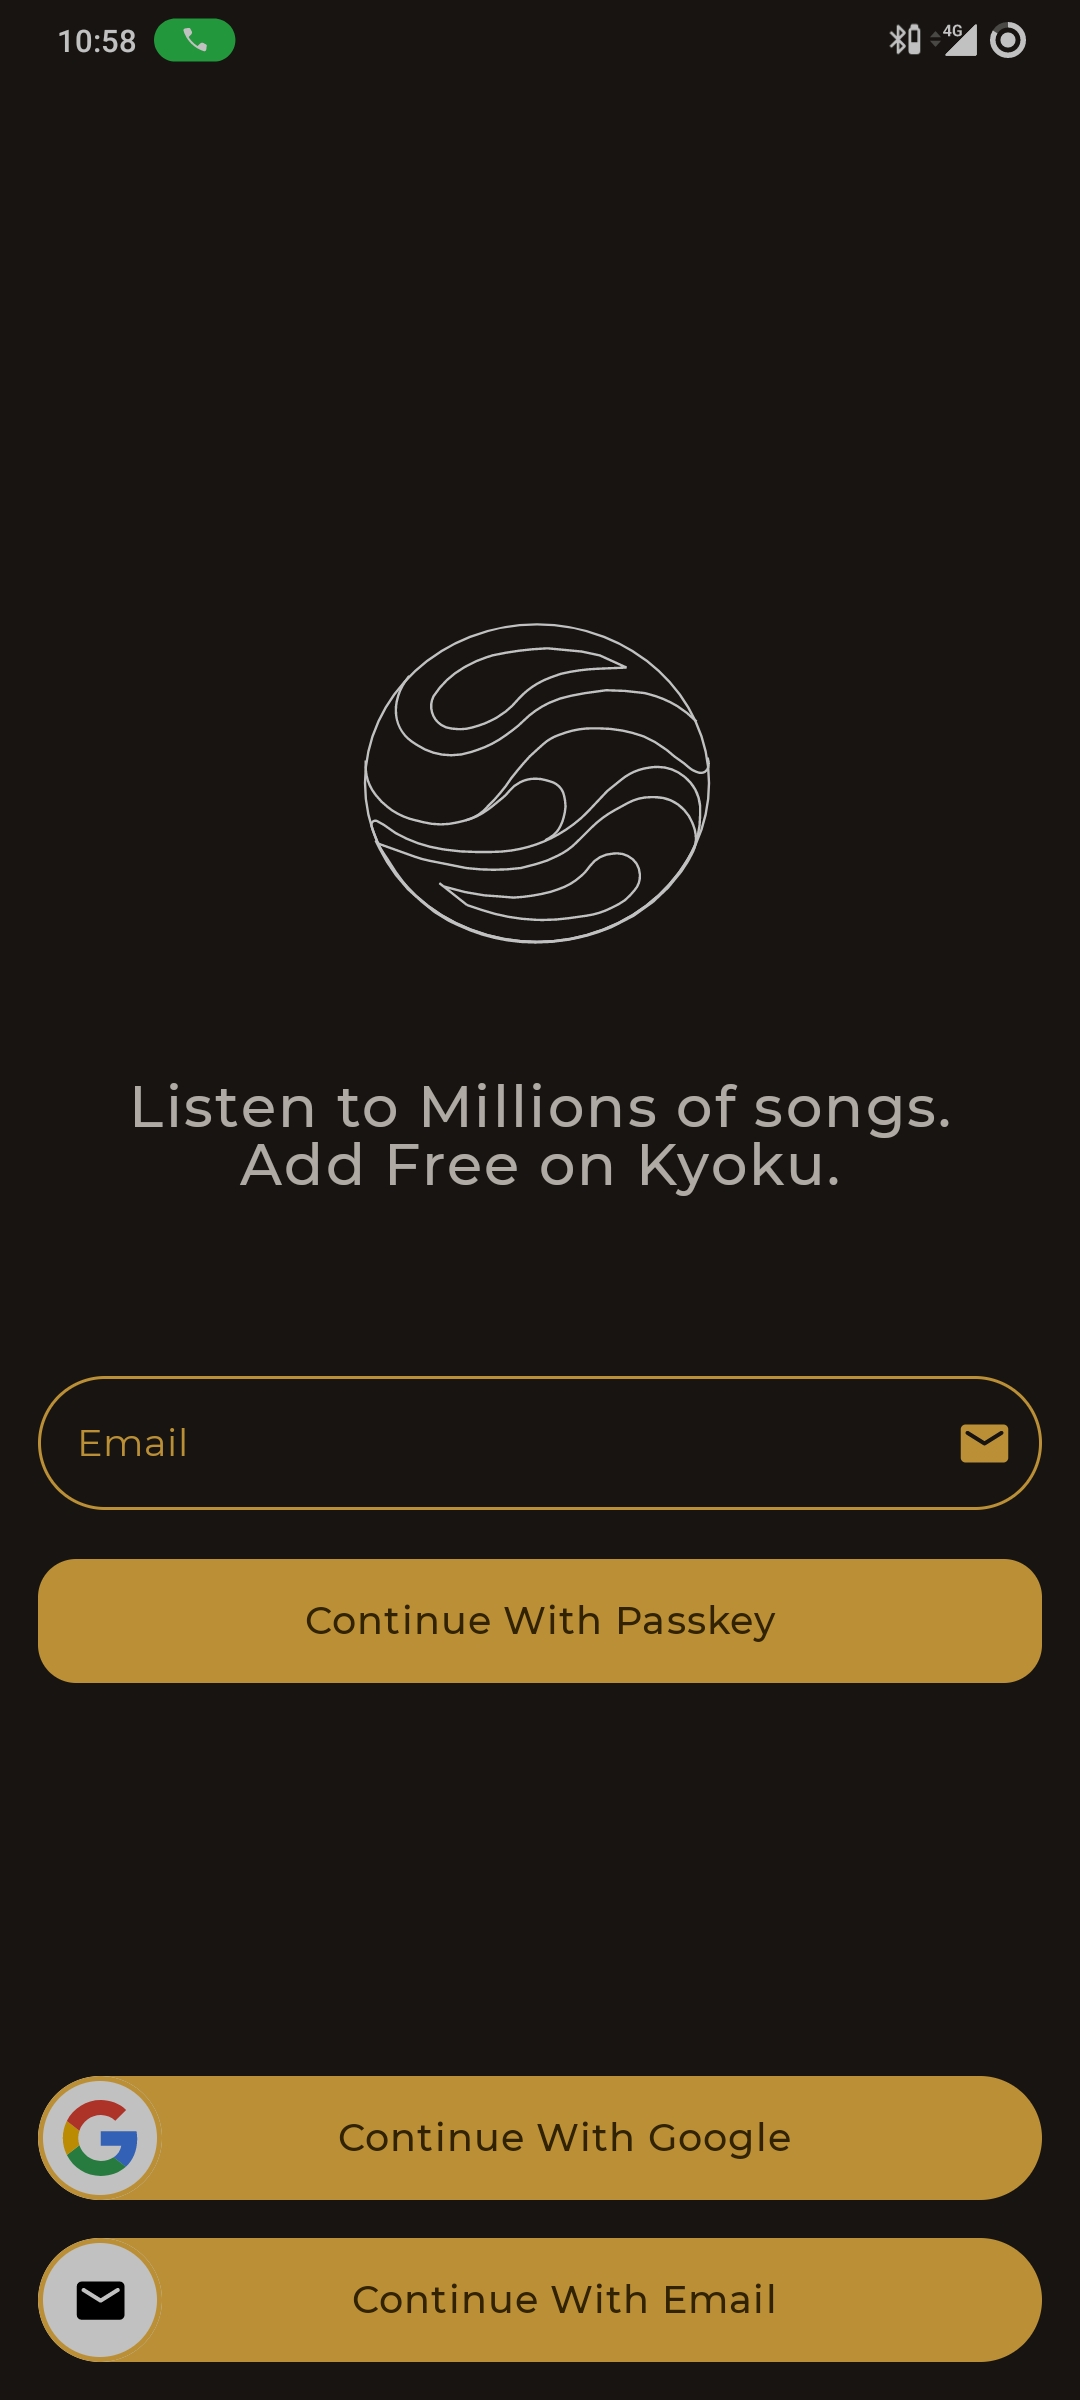 10:58
4G
Listen to Millions of songs.
Add Free on Kyoku.
Email
Continue With Passkey
Continue With Google
Continue With Email